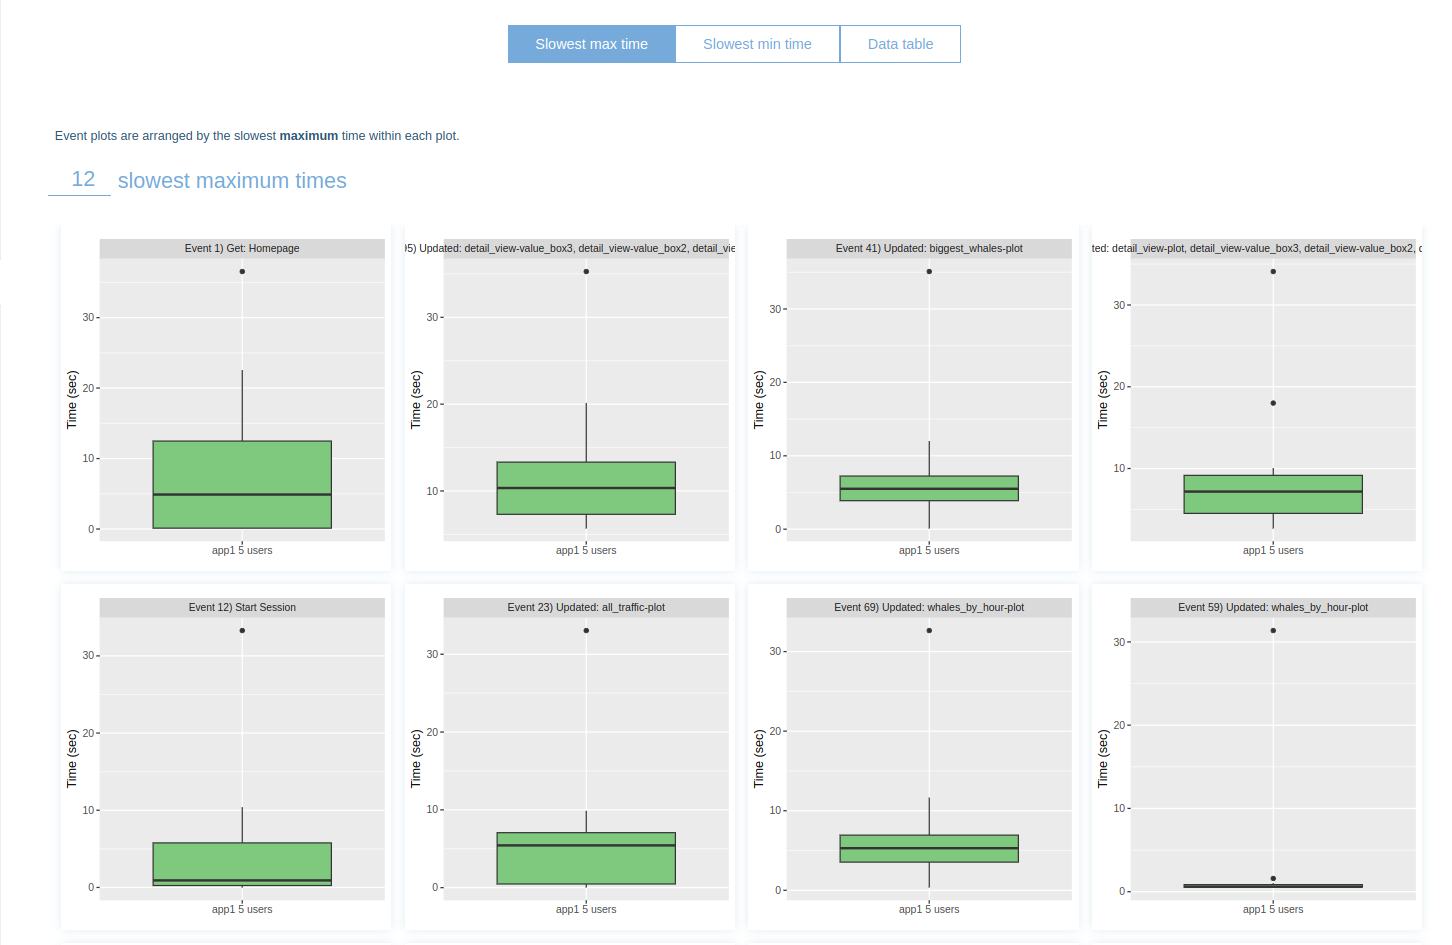 Slowest max time
Slowest min time
Data table
Event plots are arranged by the slowest maximum time within each plot.
12 slowest maximum times
Event 1) Get: Homepage
Time (sec)
30
20
10
0
app1 5 users
Updated: detail_view-value_box3, detail_view-value_box2,
Time (sec)
30
20
10
app1 5 users
Event 41) Updated: biggest_whales-plot
Time (sec)
30
20
10
0
app1 5 users
detail_view-plot, detail_view-value_box3, detail_view-value_box2,
Time (sec)
30
20
10
app1 5 users
Event 12) Start Session
Time (sec)
30
20
10
0
app1 5 users
Event 23) Updated: all_traffic-plot
Time (sec)
30
20
10
0
app1 5 users
Event 69) Updated: whales_by_hour-plot
Time (sec)
30
20
10
0
app1 5 users
Event 59) Updated: whales_by_hour-plot
Time (sec)
30
20
10
0
app1 5 users